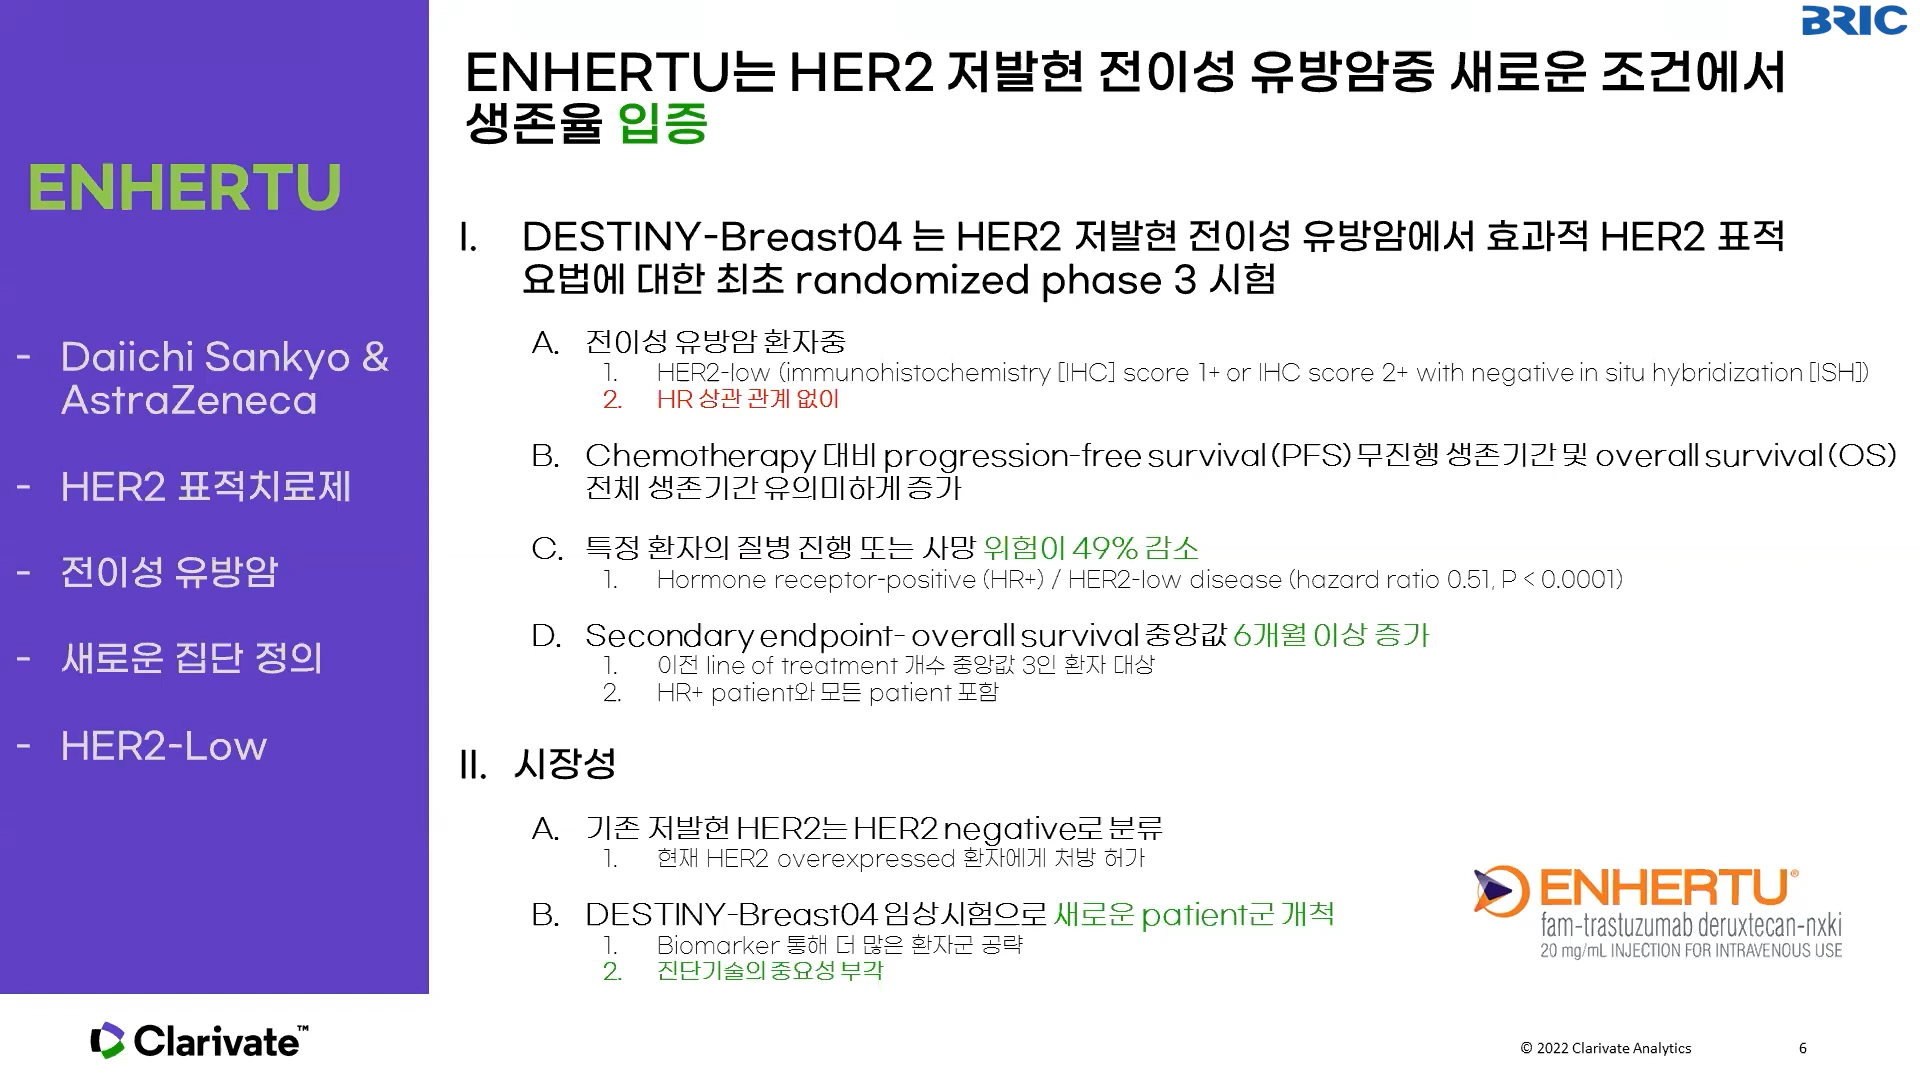 BRIC
ENHERTU는 HER2 저발현 전이성 유방암중 새로운 조건에서
생존율 입증
ENHERTU
- Daiichi Sankyo &
AstraZeneca
- HER2 표적치료제
- 전이성 유방암
- 새로운 집단 정의
- HER2-Low
I. DESTINY-Breast04 는 HER2 저발현 전이성 유방암에서 효과적 HER2 표적
요법에 대한 최초 randomized phase 3 시험
A. 전이성 유방암 환자중
1. HER2-low (immunohistochemistry [IHC] score 1+ or IHC score 2+ with negative in situ hybridization [ISH])
2. HR 상관 관계 없이
B. Chemotherapy 대비 progression-free survival (PFS) 무진행 생존기간 및 overall survival (OS)
전체 생존기간 유의미하게 증가
C. 특정 환자의 질병 진행 또는 사망 위험이 49% 감소
1. Hormone receptor-positive (HR+) / HER2-low disease (hazard ratio 0.51, P < 0.0001)
D. Secondary endpoint- overall survival 중앙값 6개월 이상 증가
1. 이전 line of treatment 개수 중앙값 3인 환자 대상
2. HR+ patient와 모든 patient 포함
II. 시장성
A. 기존 저발현 HER2는 HER2 negative로 분류
1. 현재 HER2 overexpressed 환자에게 처방 허가
B. DESTINY-Breast04 임상시험으로 새로운 patient군 개척
1. Biomarker 통해 더 많은 환자군 공략
2. 진단기술의 중요성 부각
ENHERTU®
fam-trastuzumab deruxtecan-nxki
20 mg/mL INJECTION FOR INTRAVENOUS USE
Clarivate™
© 2022 Clarivate Analytics
6